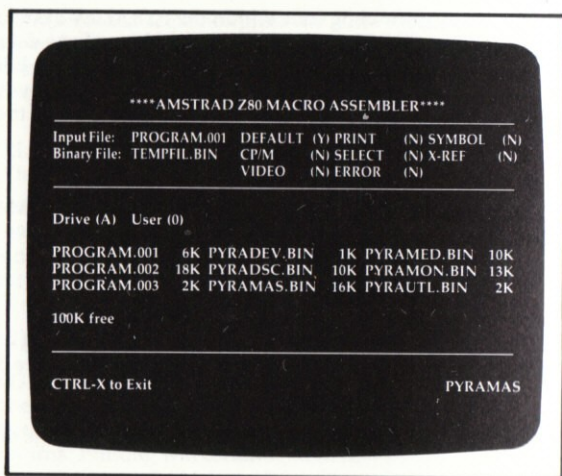 ****AMSTRAD Z80 MACRO ASSEMBLER****
Input File: PROGRAM.001 DEFAULT (Y) PRINT (N) SYMBOL (N)
Binary File: TEMPFIL.BIN CP/M (N) SELECT (N) X-REF (N)
VIDEO (N) ERROR (N)
Drive (A) User (0)
PROGRAM.001 6K PYRADEV.BIN 1K PYRAMED.BIN 10K
PROGRAM.002 18K PYRADSC.BIN 10K PYRAMON.BIN 13K
PROGRAM.003 2K PYRAMAS.BIN 16K PYRAUTL.BIN 2K
100K free
CTRL-X to Exit PYRAMAS